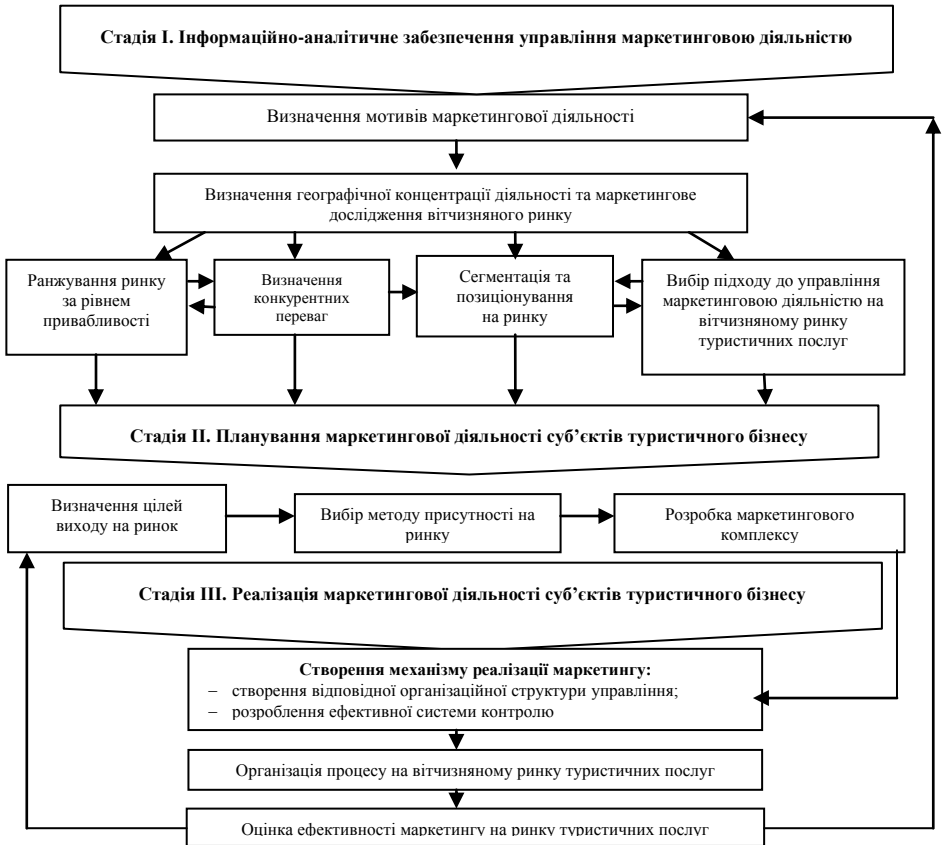 Стадія І. Інформаційно-аналітичне забезпечення управління маркетинговою діяльністю
Визначення мотивів маркетингової діяльності
Визначення географічної концентрації діяльності та маркетингове
дослідження вітчизняного ринку
Ранжування ринку
за рівнем
привабливості
Визначення
конкурентних
переваг
Сегментація та
позиціонування
на ринку
Вибір підходу до управління
маркетинговою діяльністю на
вітчизняному ринку
туристичних послуг
Стадія ІІ. Планування маркетингової діяльності суб’єктів туристичного бізнесу
Визначення цілей
виходу на ринок
Вибір методу присутності на
ринку
Розробка маркетингового
комплексу
Стадія ІІІ. Реалізація маркетингової діяльності суб’єктів туристичного бізнесу
Створення механізму реалізації маркетингу:
– створення відповідної організаційної структури управління;
– розроблення ефективної системи контролю
Організація процесу на вітчизняному ринку туристичних послуг
Оцінка ефективності маркетингу на ринку туристичних послуг